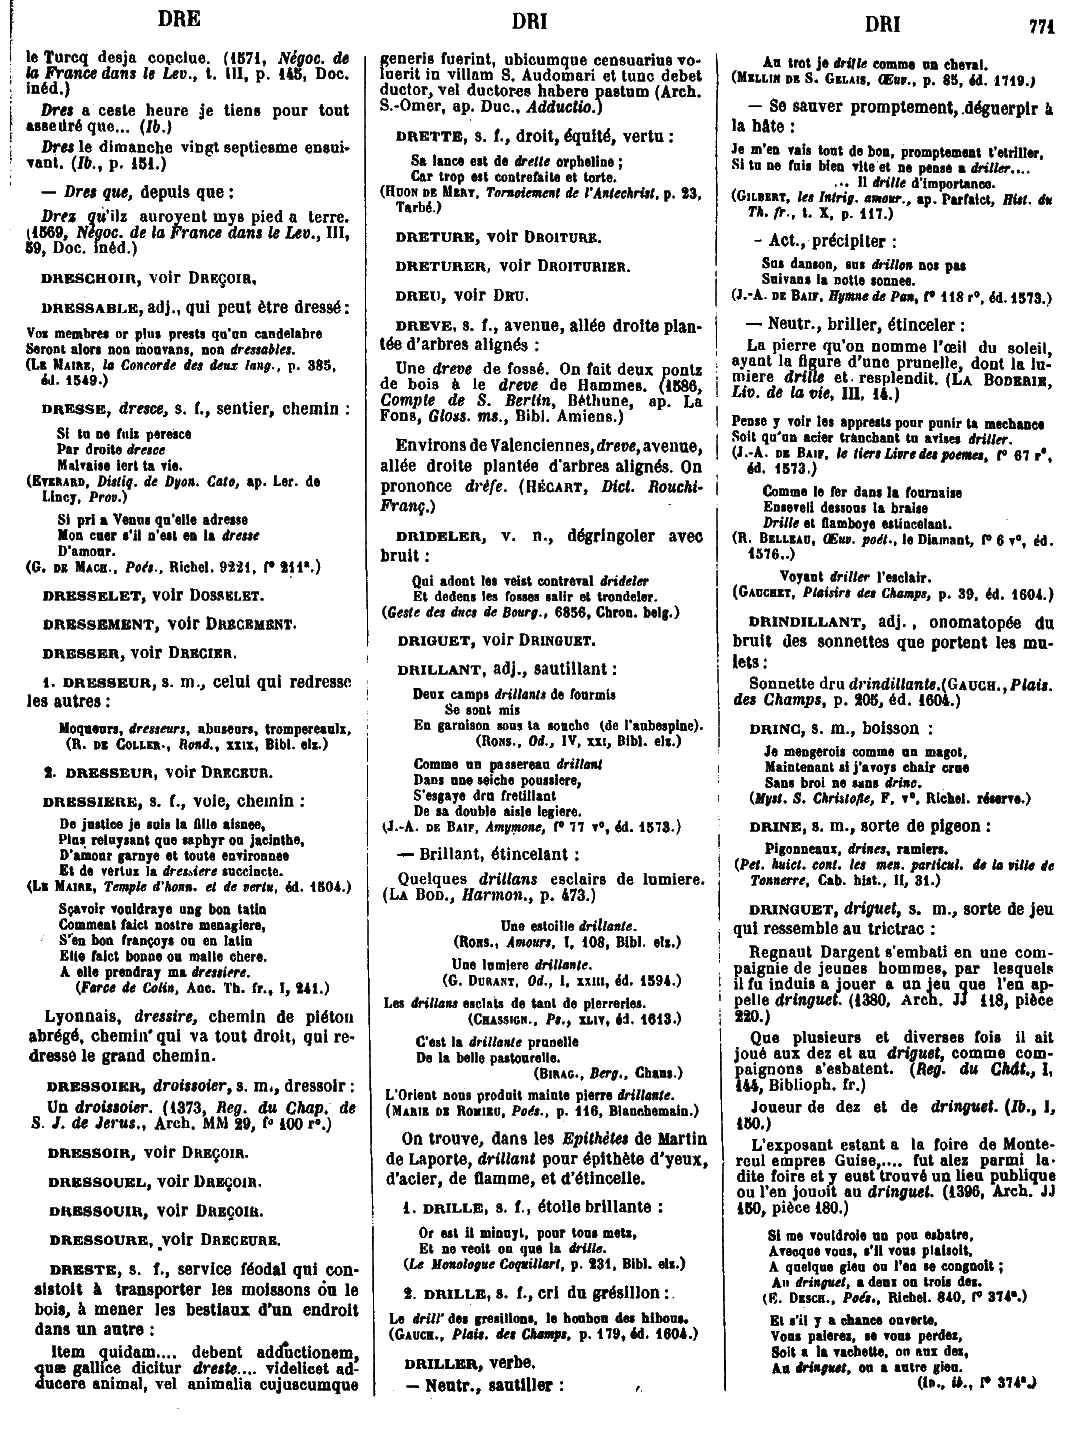 DRE
DRI
DRI
771
le Turcq desja conclue. (1571, Négoc. de
la France dans le Lev., t. III, p. 145, Doc.
inéd.)
Dres a ceste heure je tiens pour tout
asseüré que... (Ib.)
Dres le dimanche vingt septiesme ensui-
vant. (Ib., p. 151.)
— Dres que, depuis que :
Drez qu'ilz auroyent mys pied a terre.
(1569, Négoc. de la France dans le Lev., III,
59, Doc. inéd.)
DRESCHOIR, voir DREÇOIR.
DRESSABLE, adj., qui peut être dressé :
Voz membres or plus prests qu'un candelabre
Seront alors non mouvans, non dressables.
(LE MAIRE, la Concorde des deux lang., p. 385,
éd. 1549.)
DRESSE, dresce, s. f., sentier, chemin :
Si tu ne fuiz peresce
Par droite dresce
Malvaise iert ta vie.
(EVERARD, Distiq. de Dyon. Cato, ap. Ler. de
Lincy, Prov.)
Si pri a Venus qu'elle adresse
Mon cuer s'il n'est en la dresse
D'amour.
(G. DE MACH., Poés., Richel. 9221, f° 211ª.)
DRESSELET, voir DOSSELET.
DRESSEMENT, voir DRECEMENT.
DRESSER, voir DRECIER.
1. DRESSEUR, s. m., celui qui redresse
les autres :
Moqueurs, dresseurs, abuseurs, trompereaulx,
(R. DE COLLER., Rond., XXIX, Bibl. elz.)
2. DRESSEUR, voir DRECEUR.
DRESSIERE, s. f., voie, chemin :
De justice je suis la fille aisnee,
Plus reluysant que saphyr ou jacinthe,
D'amour garnye et toute environnee
Et de vertuz la dressiere succincte.
(LE MAIRE, Temple d'honn. et de vertu, éd. 1504.)
Sçavoir vouldraye ung bon tatin
Comment faict nostre menagiere,
S'en bon françoys ou en latin
Elle faict bonne ou malle chere.
A elle prendray ma dressiere.
(Farce de Colin, Anc. Th. fr., I, 241.)
Lyonnais, dressire, chemin de piéton
abrégé, chemin qui va tout droit, qui re-
dresse le grand chemin.
DRESSOIER, droissoier, s. m., dressoir :
Un droissoier. (1373, Reg. du Chap. de
S. J. de Jerus., Arch. MM 29, f° 100 r°.)
DRESSOIR, voir DREÇOIR.
DRESSOUEL, voir DREÇOIR.
DRESSOUIR, voir DREÇOIR.
DRESSOURE, voir DRECEURE.
DRESTE, s. f., service féodal qui con-
sistoit à transporter les moissons ou le
bois, à mener les bestiaux d'un endroit
dans un autre :
Item quidam.... debent adductionem,
quæ gallice dicitur dreste.... videlicet ad-
ducere animal, vel animalia cujuscumque
generis fuerint, ubicumque censuarius vo-
luerit in villam S. Audomari et tunc debet
ductor, vel ductores habere pastum (Arch.
S.-Omer, ap. Duc., Adductio.)
DRETTE, s. f., droit, équité, vertu :
Sa lance est de drette orpheline ;
Car trop est contrefaite et torte.
(HUON DE MERY, Tornoiement de l'Antechrist, p. 23,
Tarbé.)
DRETURE, voir DROITURE.
DRETURER, voir DROITURIER.
DREU, voir DRU.
DREVE, s. f., avenue, allée droite plan-
tée d'arbres alignés :
Une dreve de fossé. On fait deux pontz
de bois à le dreve de Hammes. (1586,
Compte de S. Bertin, Béthune, ap. La
Fons, Gloss. ms., Bibl. Amiens.)
Environs de Valenciennes, dreve, avenue,
allée droite plantée d'arbres alignés. On
prononce drêfe. (HÉCART, Dict. Rouchi-
Franç.)
DRIDELER, v. n., dégringoler avec
bruit :
Qui adont les veist contreval drideler
Et dedens les fosses salir et trondeler.
(Geste des ducs de Bourg., 6856, Chron. belg.)
DRIGUET, voir DRINGUET.
DRILLANT, adj., sautillant :
Deux camps drillants de fourmis
Se sont mis
En garnison sous ta souche (de l'aubespine).
(RONS., Od., IV, XXI, Bibl. elz.)
Comme un passereau drillant
Dans une seiche poussiere,
S'esgaye dru fretillant
De sa double aisle legiere.
(J.-A. DE BAIF, Amymone, f° 77 v°, éd. 1573.)
— Brillant, étincelant :
Quelques drillans esclairs de lumiere.
(LA BOD., Harmon., p. 473.)
Une estoille drillante.
(RONS., Amours, I, 108, Bibl. elz.)
Une lumiere drillante.
(G. DURANT, Od., I, XXIII, éd. 1594.)
Les drillans esclats de tant de pierreries.
(CHASSIGN., Ps., XLIV, éd. 1613.)
C'est la drillante prunelle
De la belle pastourelle.
(BIRAG., Berg., Chans.)
L'Orient nous produit mainte pierre drillante.
(MARIE DE ROMIEU, Poés., p. 116, Blanchemain.)
On trouve, dans les Epithètes de Martin
de Laporte, drillant pour épithète d'yeux,
d'acier, de flamme, et d'étincelle.
1. DRILLE, s. f., étoile brillante :
Or est il minuyt, pour tous metz,
Et ne veoit on que la drille.
(Le Monologue Coquillart, p. 231, Bibl. elz.)
2. DRILLE, s. f., cri du grésillon :
Le drill' des gresillons, le houhou des hibous.
(GAUCH., Plais. des Champs, p. 179, éd. 1604.)
DRILLER, verbe.
— Neutr., sautiller :
Au trot je drille comme un cheval.
(MELLIN DE S. GELAIS, Œuv., p. 85, éd. 1719.)
— Se sauver promptement, déguerpir à
la hâte :
Je m'en vais tout de bon, promptement t'etriller,
Si tu ne fuis bien vite et ne pense a driller....
... Il drille d'importance.
(GILBERT, les Intrig. amour., ap. Parfaict, Hist. du
Th. fr., t. X, p. 117.)
- Act., précipiter :
Sus danson, sus drillon nos pas
Suivans la notte sonnee.
(J.-A. DE BAIF, Hymne de Pan, f° 118 r°, éd. 1573.)
— Neutr., briller, étinceler :
La pierre qu'on nomme l'œil du soleil,
ayant la figure d'une prunelle, dont la lu-
miere drille et resplendit. (LA BODERIE,
Liv. de la vie, III, 14.)
Pense y voir les apprests pour punir ta mechance
Soit qu'un acier tranchant tu avises driller.
(J.-A. DE BAIF, le tiers Livre des poemes, f° 67 r°,
éd. 1573.)
Comme le fer dans la fournaise
Enseveli dessous la braise
Drille et flamboye estincelant.
(R. BELLEAU, Œuv. poét., le Diamant, f° 6 v°, éd.
1576..)
Voyant driller l'esclair.
(GAUCHET, Plaisirs des Champs, p. 39, éd. 1604.)
DRINDILLANT, adj., onomatopée du
bruit des sonnettes que portent les mu-
lets :
Sonnette dru drindillante. (GAUCH., Plais.
des Champs, p. 205, éd. 1604.)
DRINC, s. m., boisson :
Je mengerois comme un magot,
Maintenant si j'avoys chair crue
Sans broi ne sans drinc.
(Myst. S. Christofle, F, v°, Richel. réserve.)
DRINE, s. m., sorte de pigeon :
Pigonneaux, drines, ramiers.
(Pet. huict. cont. les men. particul. de la ville de
Tonnerre, Cab. hist., II, 31.)
DRINGUET, driguet, s. m., sorte de jeu
qui ressemble au trictrac :
Regnaut Dargent s'embati en une com-
paignie de jeunes hommes, par lesquels
il fu induis a jouer a un jeu que l'en ap-
pelle dringuet. (1380, Arch. JJ 118, pièce
220.)
Que plusieurs et diverses fois il ait
joué aux dez et au driguet, comme com-
paignons s'esbatent. (Reg. du Chât., I,
144, Biblioph. fr.)
Joueur de dez et de dringuet. (Ib., I,
150.)
L'exposant estant a la foire de Monte-
reul empres Guise,.... fut alez parmi la-
dite foire et y eust trouvé un lieu publique
ou l'en jouoit au dringuet. (1396, Arch. JJ
150, pièce 180.)
Si me vouldroie un pou esbatre,
Avecque vous, s'il vous plaisoit,
A quelque gieu ou l'en se congnoit ;
Au dringuet, a deux ou trois dez.
(E. DESCH., Poés., Richel. 840, f° 374ª.)
Et s'il y a chance ouverte,
Vous paierez, se vous perdez,
Soit a la vachette, ou aux dez,
Au dringuet, ou a autre gieu.
(ID., ib., f° 374ª.)